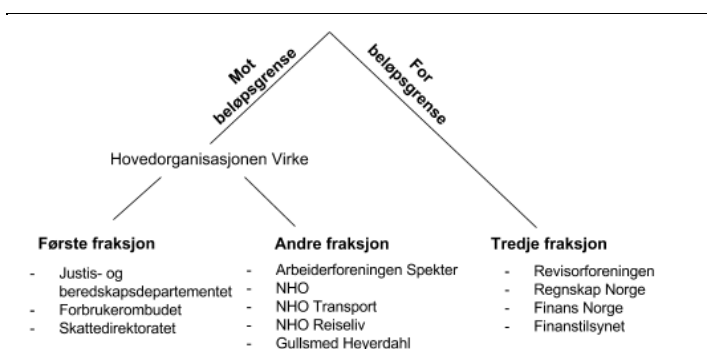 Mot
beløpsgrense
For
beløpsgrense
Hovedorganisasjonen Virke
Første fraksjon
- Justis- og
beredskapsdepartementet
- Forbrukerombudet
- Skattedirektoratet
Andre fraksjon
- Arbeiderforeningen Spekter
- NHO
- NHO Transport
- NHO Reiseliv
- Gullsmed Heyerdahl
Tredje fraksjon
- Revisorforeningen
- Regnskap Norge
- Finans Norge
- Finanstilsynet